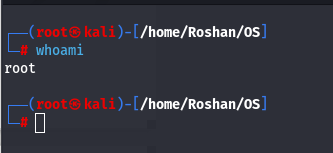 ┌──(root㉿kali)-[/home/Roshan/OS]
└─# whoami
root
┌──(root㉿kali)-[/home/Roshan/OS]
└─#